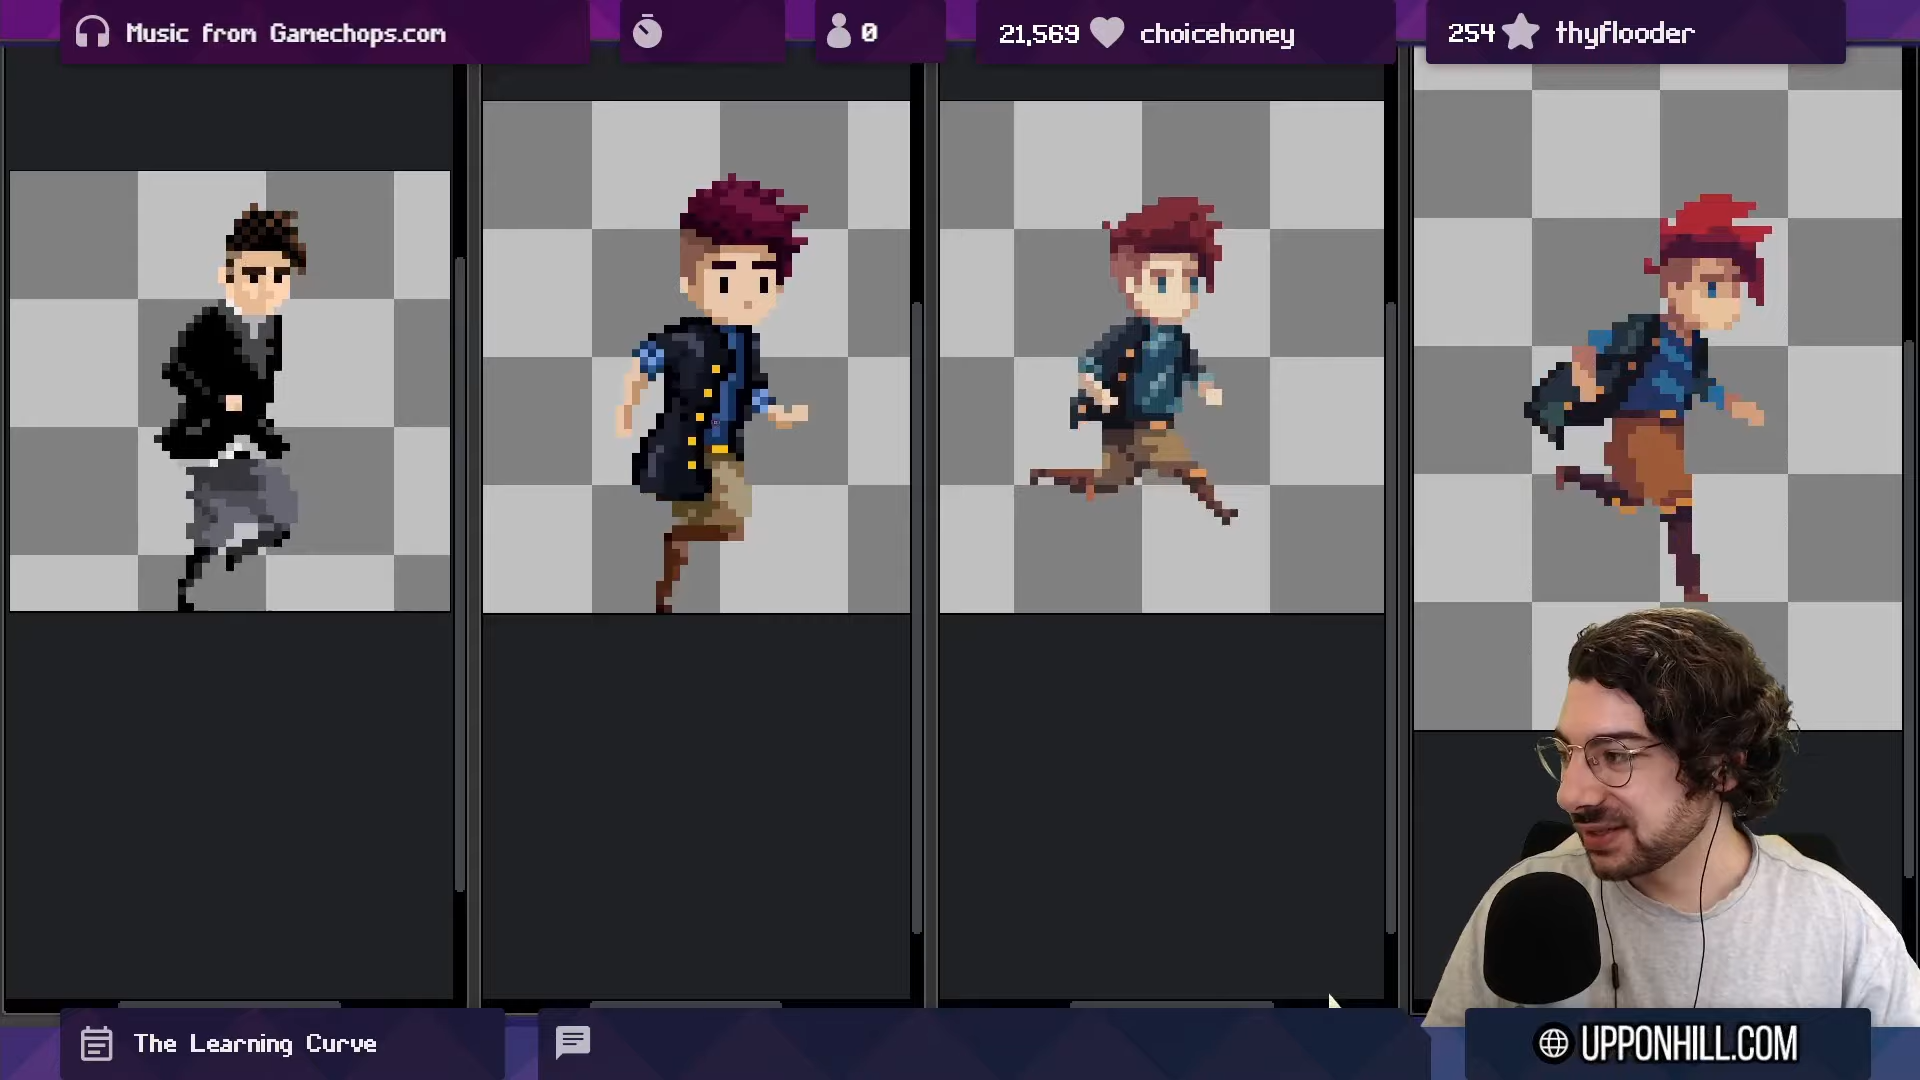 Music from Gamechops.com
0
21,569 choicehoney
254 thyflooder
The Learning Curve
UPPONHILL.COM